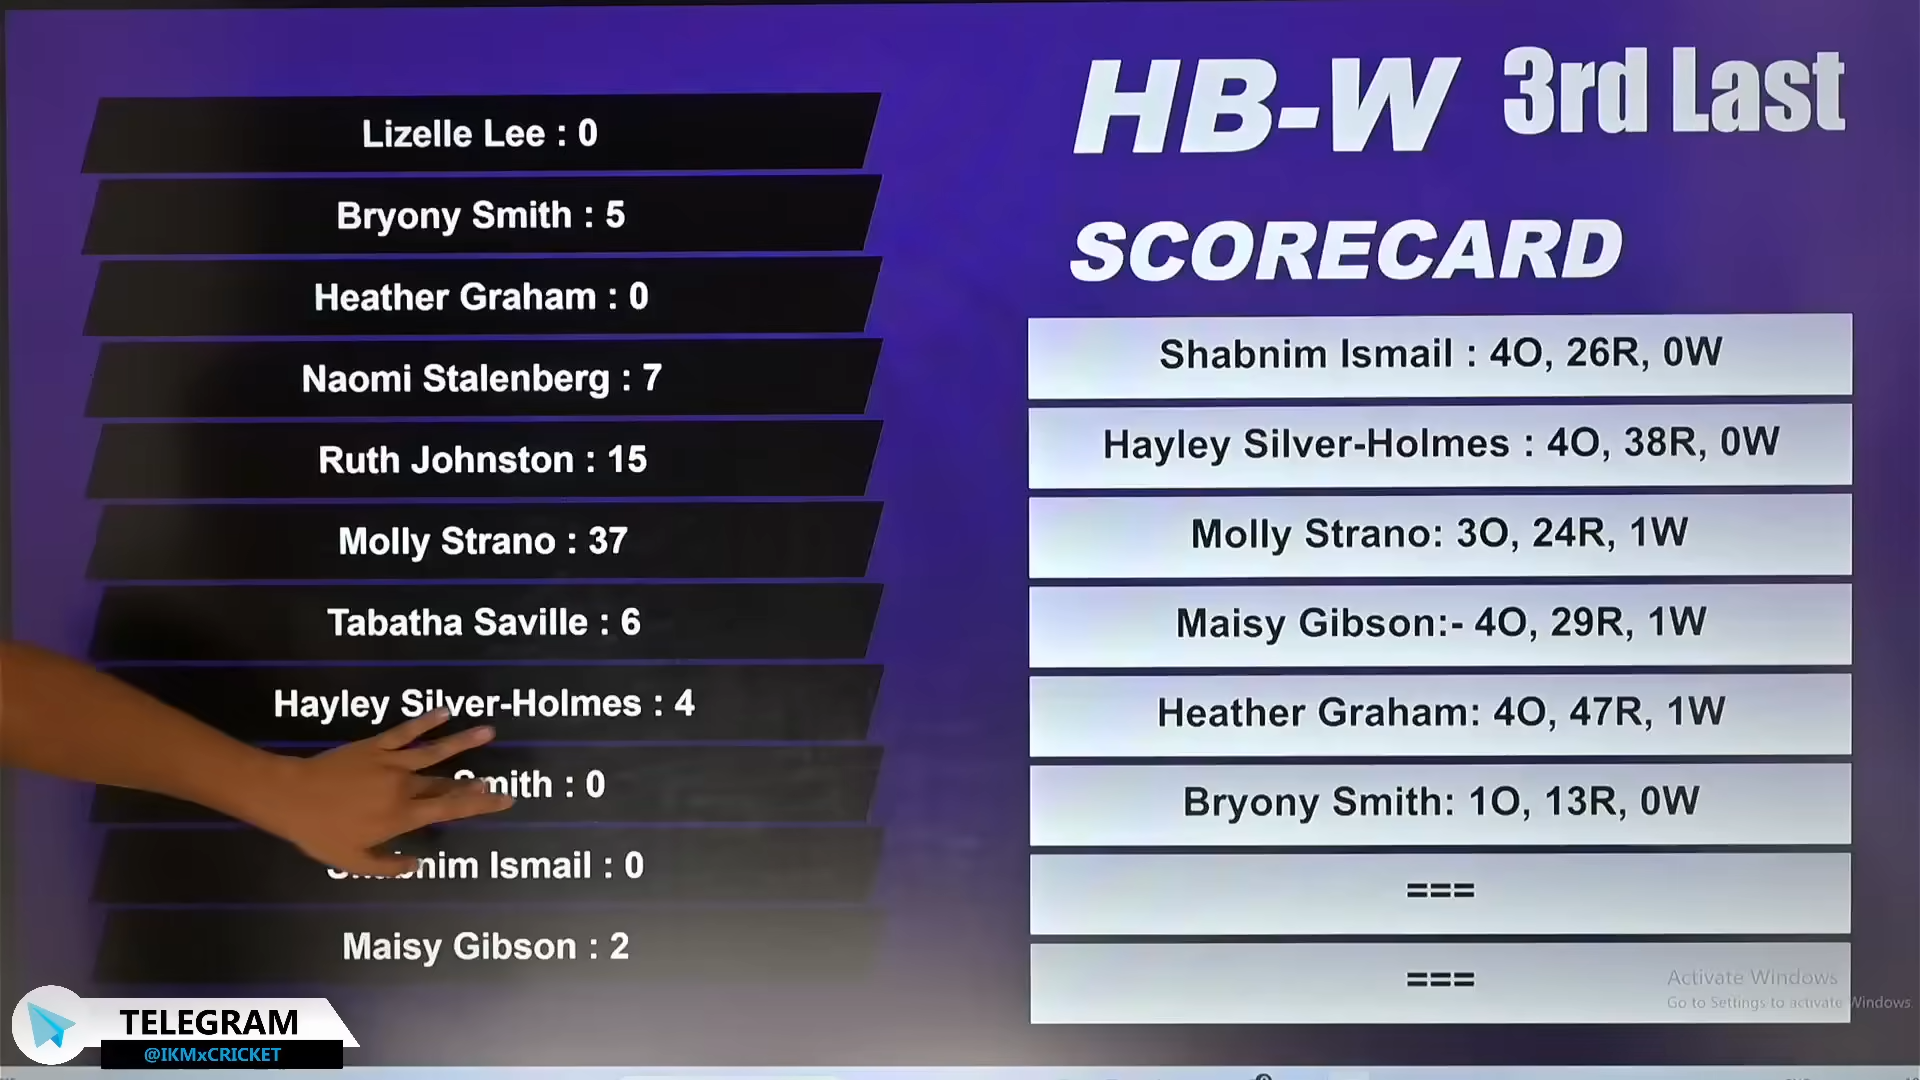 HB-W 3rd Last
SCORECARD
Lizelle Lee : 0
Bryony Smith : 5
Heather Graham : 0
Naomi Stalenberg : 7
Ruth Johnston : 15
Molly Strano : 37
Tabatha Saville : 6
Hayley Silver-Holmes : 4
Smith : 0
Ismail : 0
Maisy Gibson : 2
Shabnim Ismail : 4O, 26R, 0W
Hayley Silver-Holmes : 4O, 38R, 0W
Molly Strano: 3O, 24R, 1W
Maisy Gibson:- 4O, 29R, 1W
Heather Graham: 4O, 47R, 1W
Bryony Smith: 1O, 13R, 0W
===
===
Activate Windows
Go to Settings to activate Windows.
TELEGRAM
@IKMxCRICKET